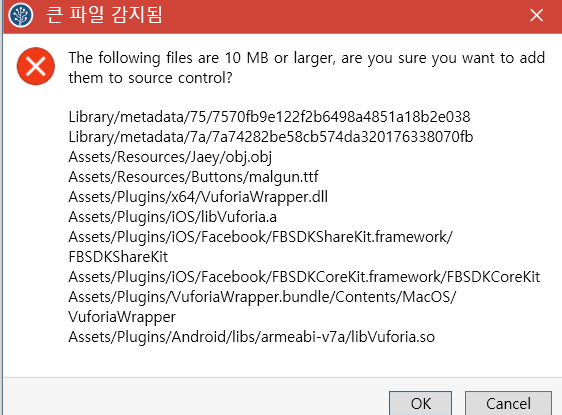 큰 파일 감지됨
The following files are 10 MB or larger, are you sure you want to add
them to source control?
Library/metadata/75/7570fb9e122f2b6498a4851a18b2e038
Library/metadata/7a/7a74282be58cb574da320176338070fb
Assets/Resources/Jaey/obj.obj
Assets/Resources/Buttons/malgun.ttf
Assets/Plugins/x64/VuforiaWrapper.dll
Assets/Plugins/iOS/libVuforia.a
Assets/Plugins/iOS/Facebook/FBSDKShareKit.framework/
FBSDKShareKit
Assets/Plugins/iOS/Facebook/FBSDKCoreKit.framework/FBSDKCoreKit
Assets/Plugins/VuforiaWrapper.bundle/Contents/MacOS/
VuforiaWrapper
Assets/Plugins/Android/libs/armeabi-v7a/libVuforia.so
OK Cancel